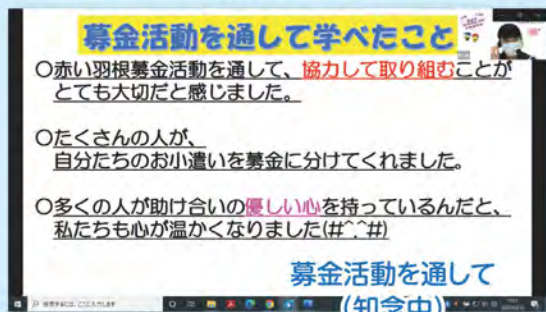 募金活動を通して学べたこと
○赤い羽根募金活動を通して、協力して取り組むことが
とても大切だと感じました。
○たくさんの人が、
自分たちのお小遣いを募金に分けてくれました。
○多くの人が助け合いの優しい心を持っているんだと、
私たちも心が温かくなりました(#^.^#)
募金活動を通して
(知念中)